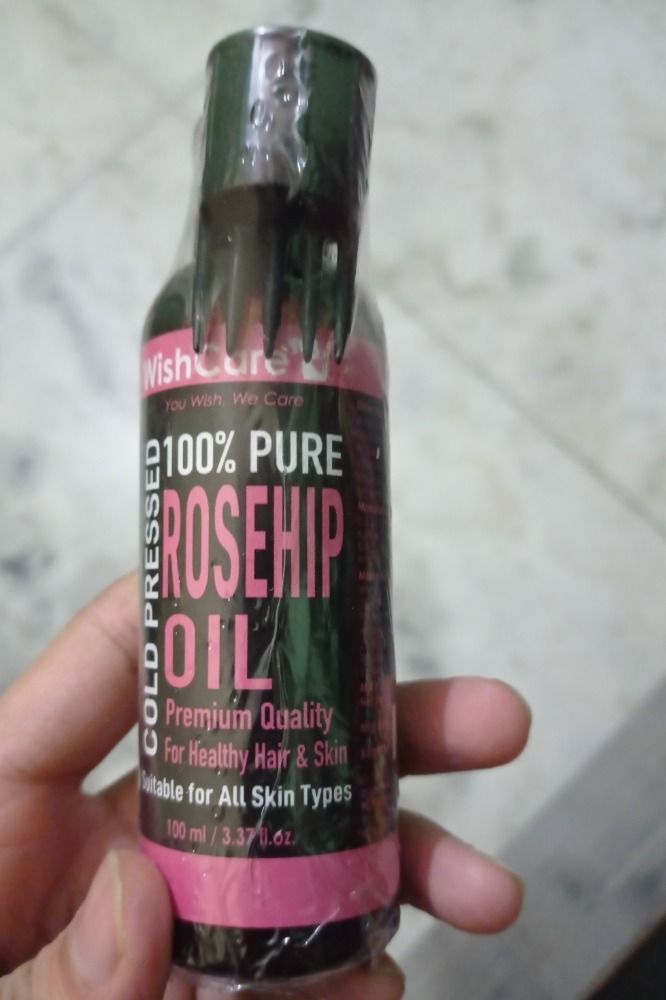 WishCare™
You Wish, We Care
COLD PRESSED
100% PURE
ROSEHIP
OIL
Premium Quality
For Healthy Hair & Skin
Suitable for All Skin Types
100 ml / 3.37 fl.oz.